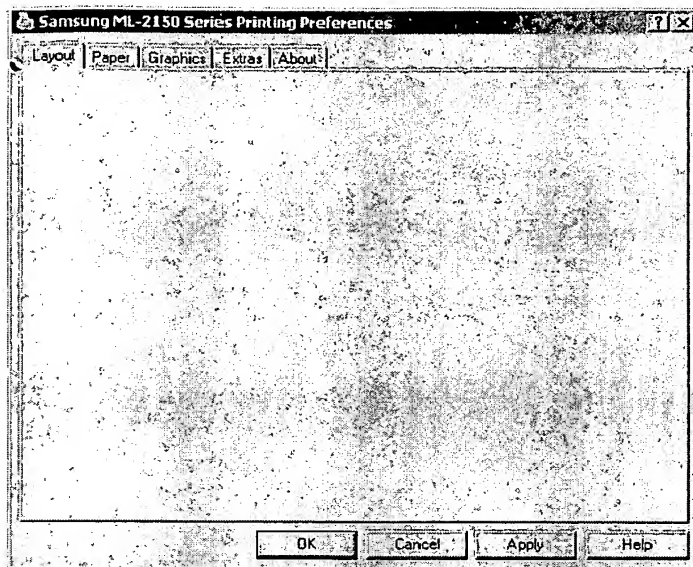 Samsung ML-2150 Series Printing Preferences ? X
Layout Paper Graphics Extras About
OK Cancel Apply Help